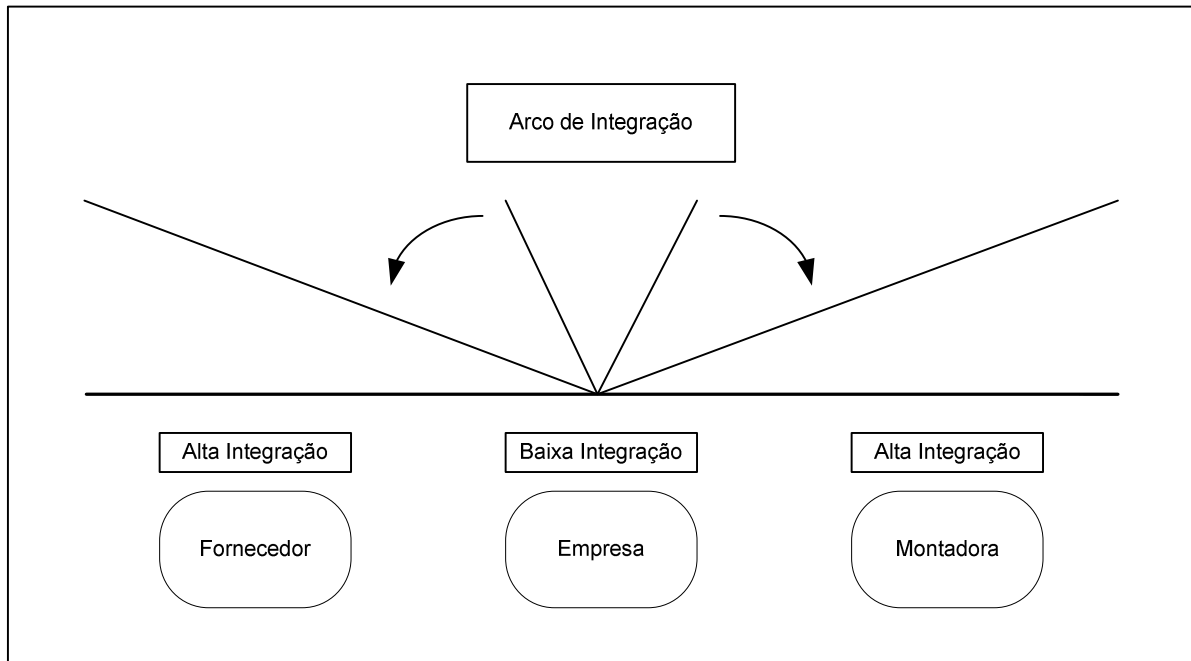 Arco de Integração
Alta Integração
Baixa Integração
Alta Integração
Fornecedor
Empresa
Montadora